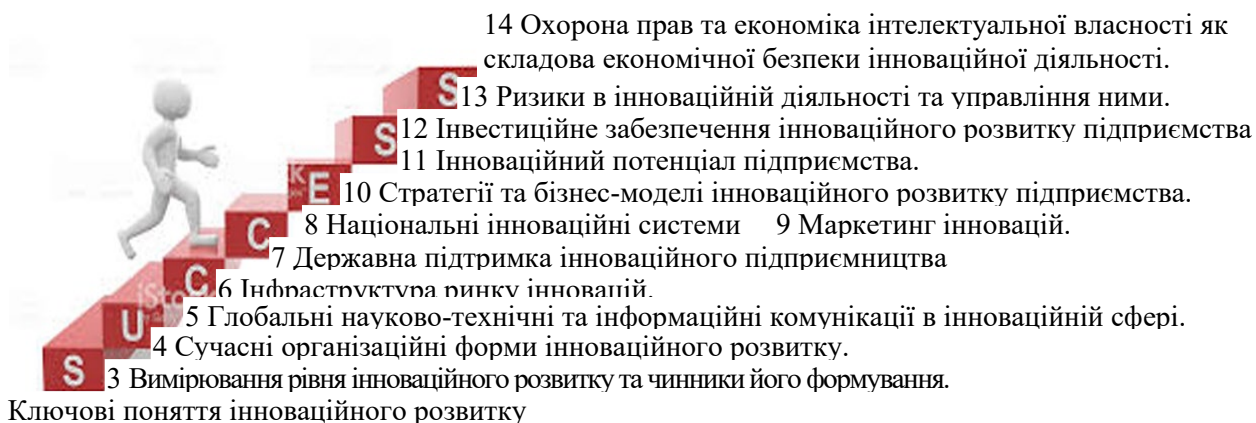 14 Охорона прав та економіка інтелектуальної власності як
складова економічної безпеки інноваційної діяльності.
S 13 Ризики в інноваційній діяльності та управління ними.
S 12 Інвестиційне забезпечення інноваційного розвитку підприємства
11 Інноваційний потенціал підприємства.
E 10 Стратегії та бізнес-моделі інноваційного розвитку підприємства.
C 8 Національні інноваційні системи 9 Маркетинг інновацій.
7 Державна підтримка інноваційного підприємництва
C 6 Інфраструктура ринку інновацій.
U 5 Глобальні науково-технічні та інформаційні комунікації в інноваційній сфері.
4 Сучасні організаційні форми інноваційного розвитку.
S 3 Вимірювання рівня інноваційного розвитку та чинники його формування.
Ключові поняття інноваційного розвитку